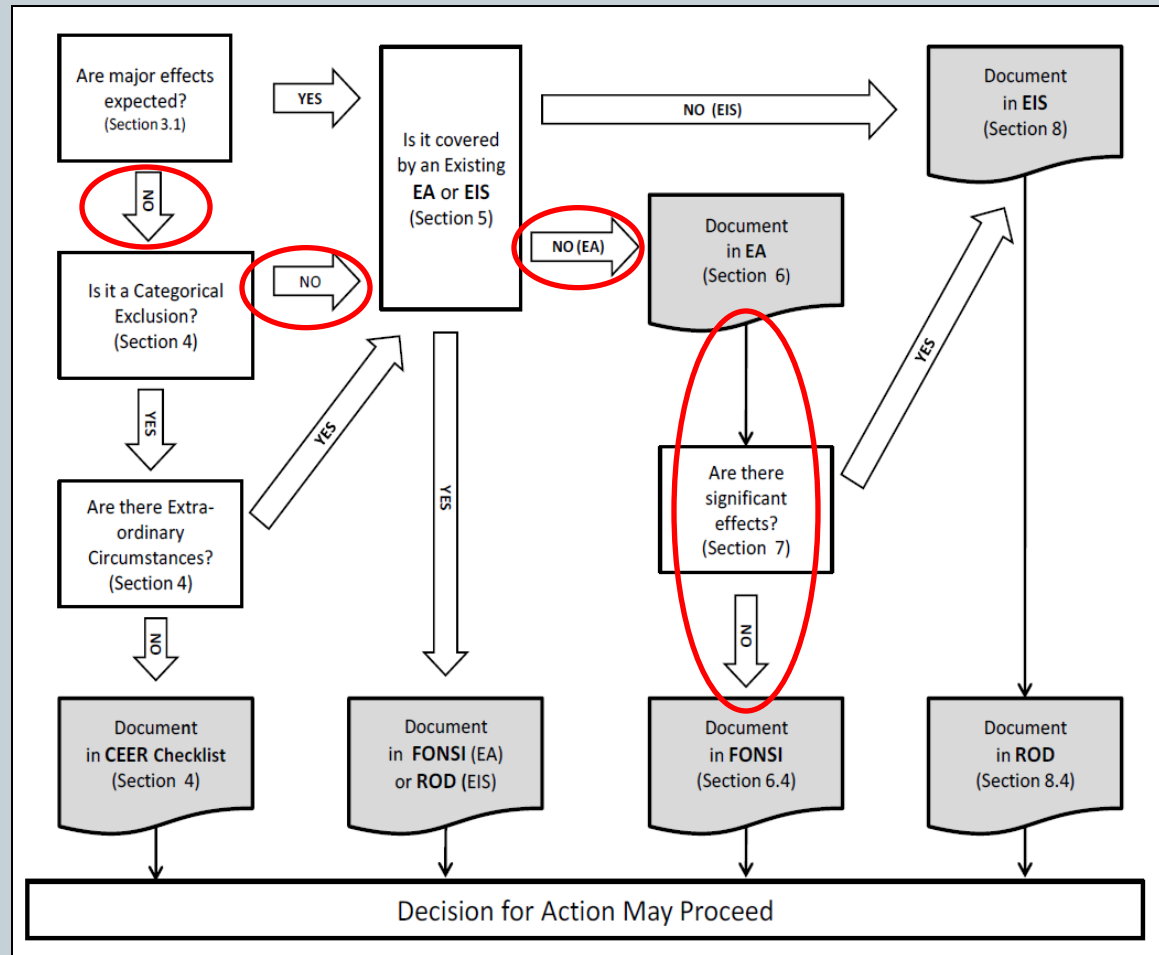 Are major effects
expected?
(Section 3.1)
YES
NO
Is it a Categorical
Exclusion?
(Section 4)
NO
YES
Are there Extra-
ordinary
Circumstances?
(Section 4)
YES
NO
Document
in CEER Checklist
(Section 4)
Is it covered
by an Existing
EA or EIS
(Section 5)
NO (EIS)
NO (EA)
YES
Document
in FONSI (EA)
or ROD (EIS)
Document
in EA
(Section 6)
Are there
significant
effects?
(Section 7)
YES
NO
Document
in FONSI
(Section 6.4)
Document
in EIS
(Section 8)
Document
in ROD
(Section 8.4)
Decision for Action May Proceed